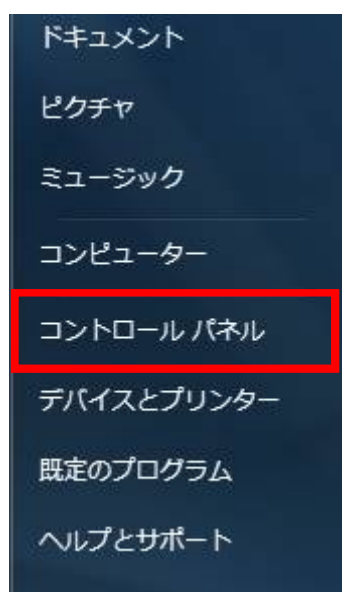 ドキュメント
ピクチャ
ミュージック
コンピューター
コントロール パネル
デバイスとプリンター
既定のプログラム
ヘルプとサポート